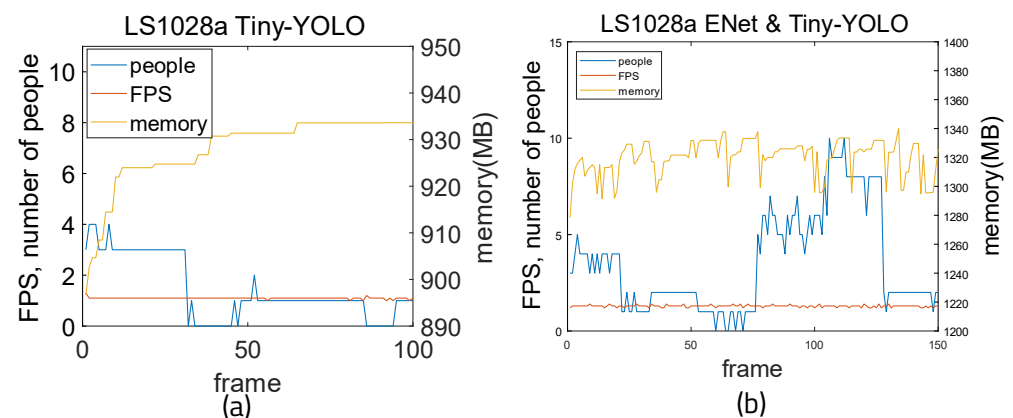 LS1028a Tiny-YOLO
people
FPS
memory
FPS, number of people
0
2
4
6
8
10
memory(MB)
890
900
910
920
930
940
950
0
50
100
frame
(a)
LS1028a ENet & Tiny-YOLO
people
FPS
memory
FPS, number of people
0
5
10
15
memory(MB)
1200
1220
1240
1260
1280
1300
1320
1340
1360
1380
1400
0
50
100
150
frame
(b)